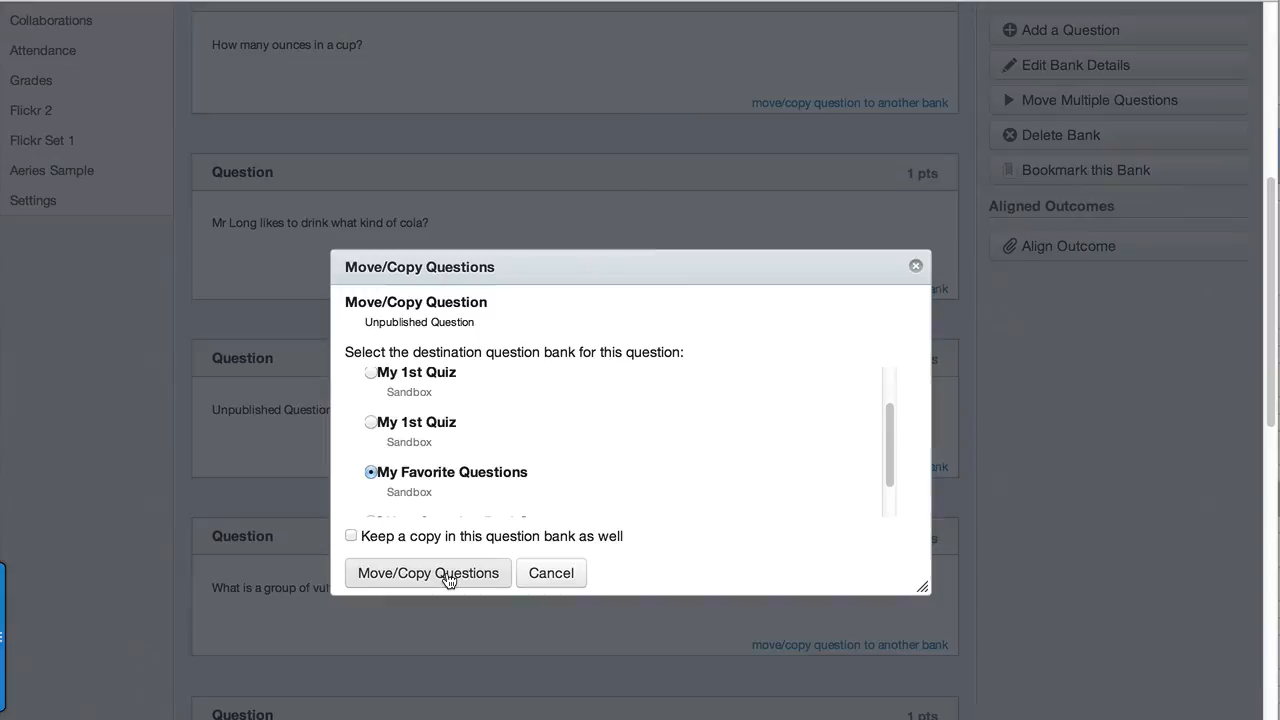 Collaborations
Attendance
Grades
Flickr 2
Flickr Set 1
Aeries Sample
Settings
How many ounces in a cup?
move/copy question to another bank
Question
1 pts
Mr Long likes to drink what kind of cola?
nk
Question
s
Unpublished Question
nk
Question
s
What is a group of vul
move/copy question to another bank
Question
1 pts
Move/Copy Questions
Move/Copy Question
Unpublished Question
Select the destination question bank for this question:
My 1st Quiz
Sandbox
My 1st Quiz
Sandbox
My Favorite Questions
Sandbox
Keep a copy in this question bank as well
Move/Copy Questions
Cancel
Add a Question
Edit Bank Details
Move Multiple Questions
Delete Bank
Bookmark this Bank
Aligned Outcomes
Align Outcome